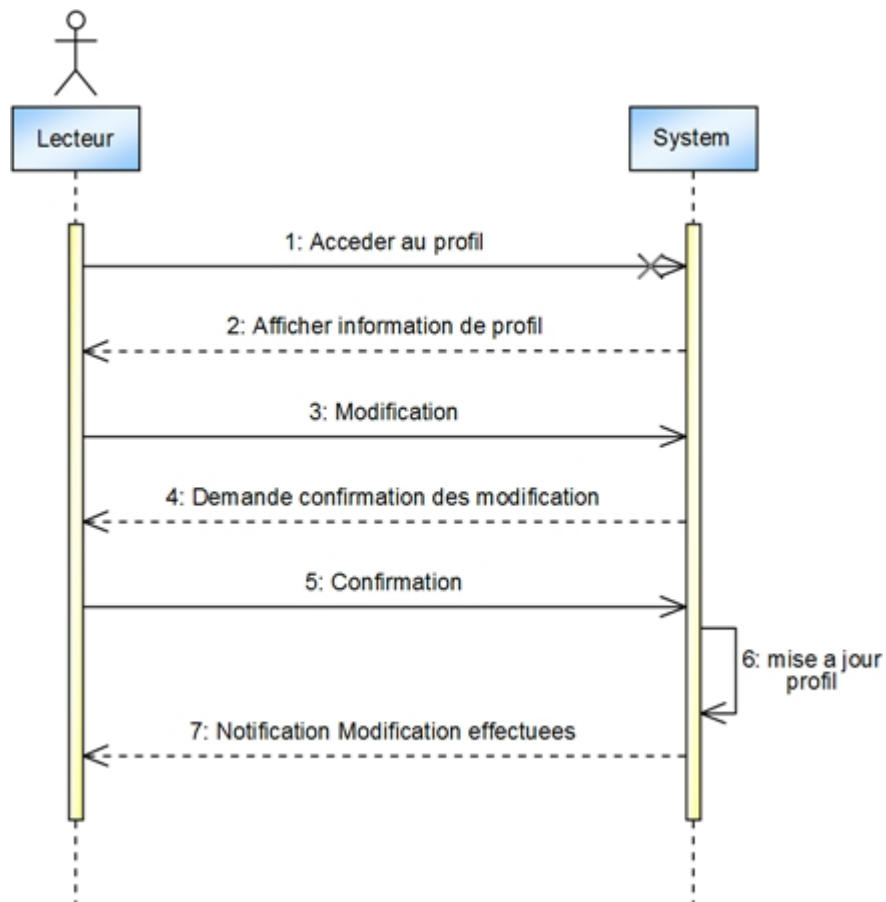 Lecteur
System
1: Acceder au profil
2: Afficher information de profil
3: Modification
4: Demande confirmation des modification
5: Confirmation
6: mise a jour
profil
7: Notification Modification effectuees